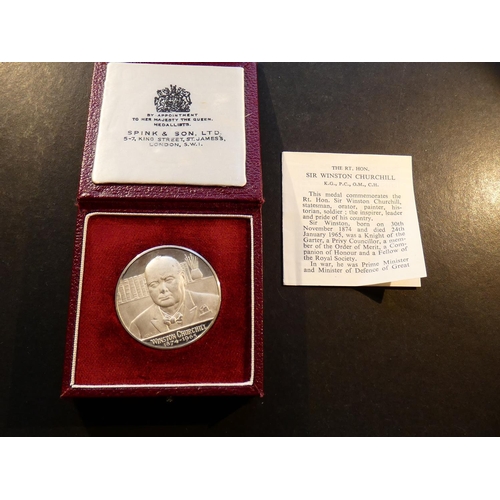 BY APPOINTMENT
TO HER MAJESTY THE QUEEN.
MEDALLISTS.
SPINK & SON, LTD.
5-7, KING STREET, ST. JAMES'S,
LONDON, S.W.1.
WINSTON CHURCHILL
1874-1965
THE RT. HON.
SIR WINSTON CHURCHILL
K.G., P.C., O.M., C.H.
This medal commemorates the
Rt. Hon. Sir Winston Churchill,
statesman, orator, painter, his-
torian, soldier : the inspirer, leader
and pride of his country.
Sir Winston, born on 30th
November 1874 and died 24th
January 1965, was a Knight of the
Garter, a Privy Councillor, a mem-
ber of the Order of Merit, a Com-
panion of Honour and a Fellow of
the Royal Society.
In war, he was Prime Minister
and Minister of Defence of Great